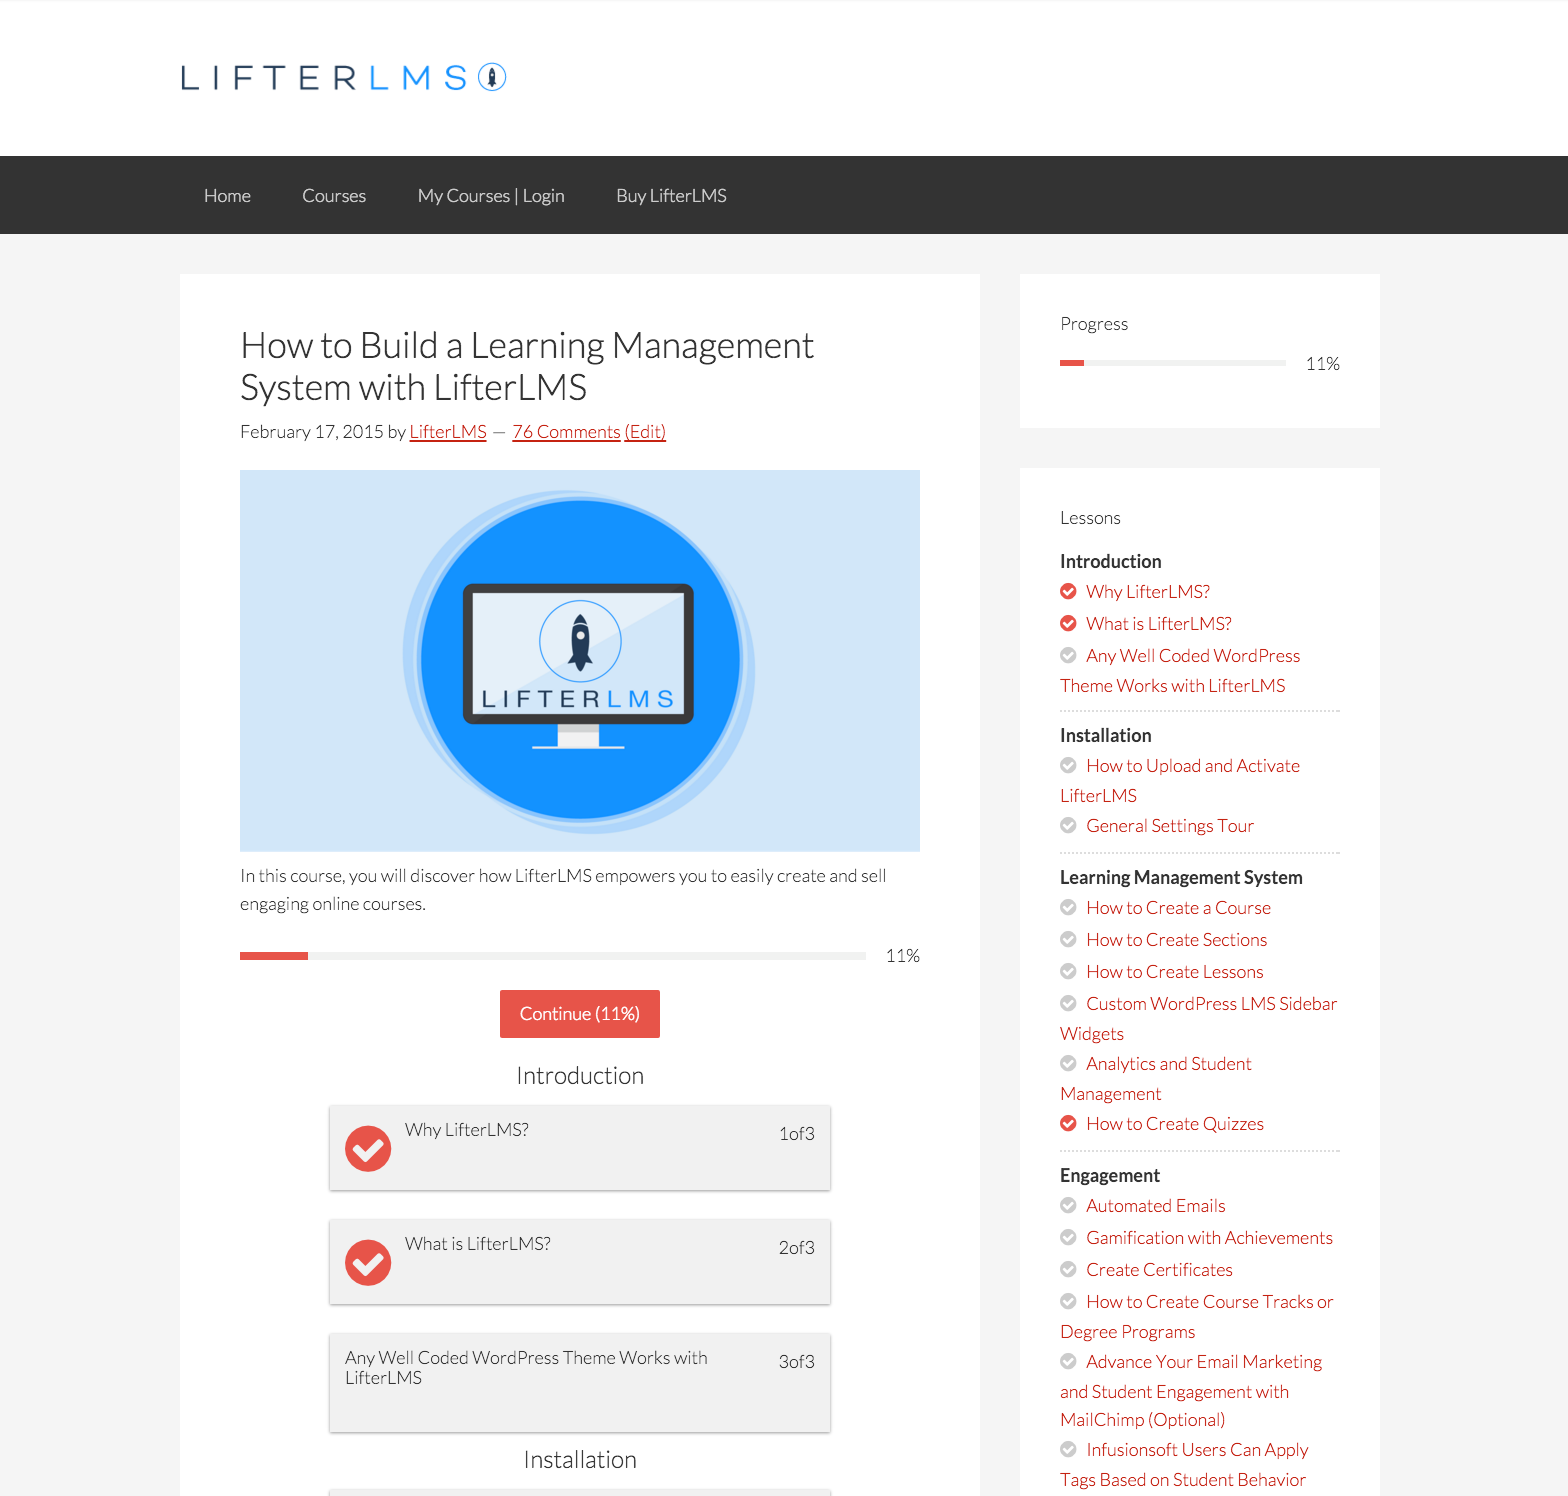 LIFTERLMS
Home
Courses
My Courses | Login
Buy LifterLMS
How to Build a Learning Management
System with LifterLMS
February 17, 2015 by LifterLMS — 76 Comments (Edit)
LIFTERLMS
In this course, you will discover how LifterLMS empowers you to easily create and sell
engaging online courses.
11%
Continue (11%)
Introduction
Why LifterLMS?
1of3
What is LifterLMS?
2of3
Any Well Coded WordPress Theme Works with
LifterLMS
3of3
Installation
Progress
11%
Lessons
Introduction
Why LifterLMS?
What is LifterLMS?
Any Well Coded WordPress
Theme Works with LifterLMS
Installation
How to Upload and Activate
LifterLMS
General Settings Tour
Learning Management System
How to Create a Course
How to Create Sections
How to Create Lessons
Custom WordPress LMS Sidebar
Widgets
Analytics and Student
Management
How to Create Quizzes
Engagement
Automated Emails
Gamification with Achievements
Create Certificates
How to Create Course Tracks or
Degree Programs
Advance Your Email Marketing
and Student Engagement with
MailChimp (Optional)
Infusionsoft Users Can Apply
Tags Based on Student Behavior